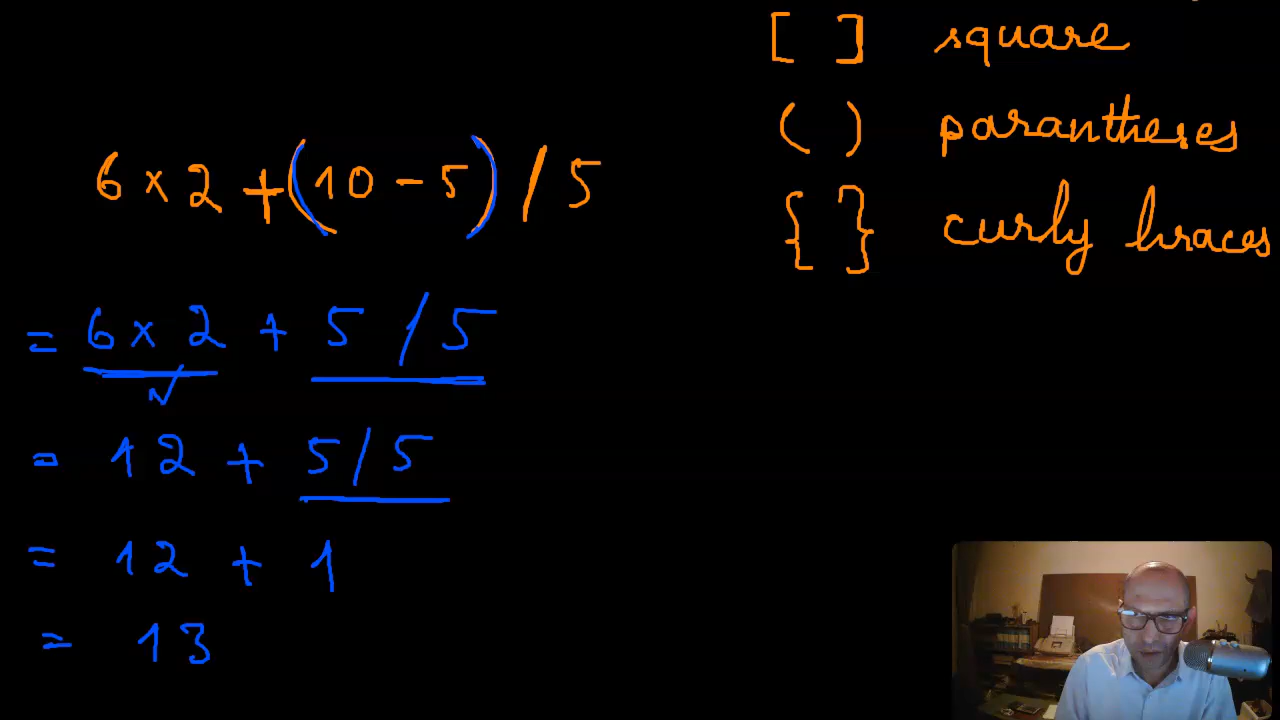 6 × 2 + (10 - 5) / 5
= 6 × 2 + 5 / 5
= 12 + 5 / 5
= 12 + 1
= 13
[ ] square
( ) parantheses
{ } curly braces